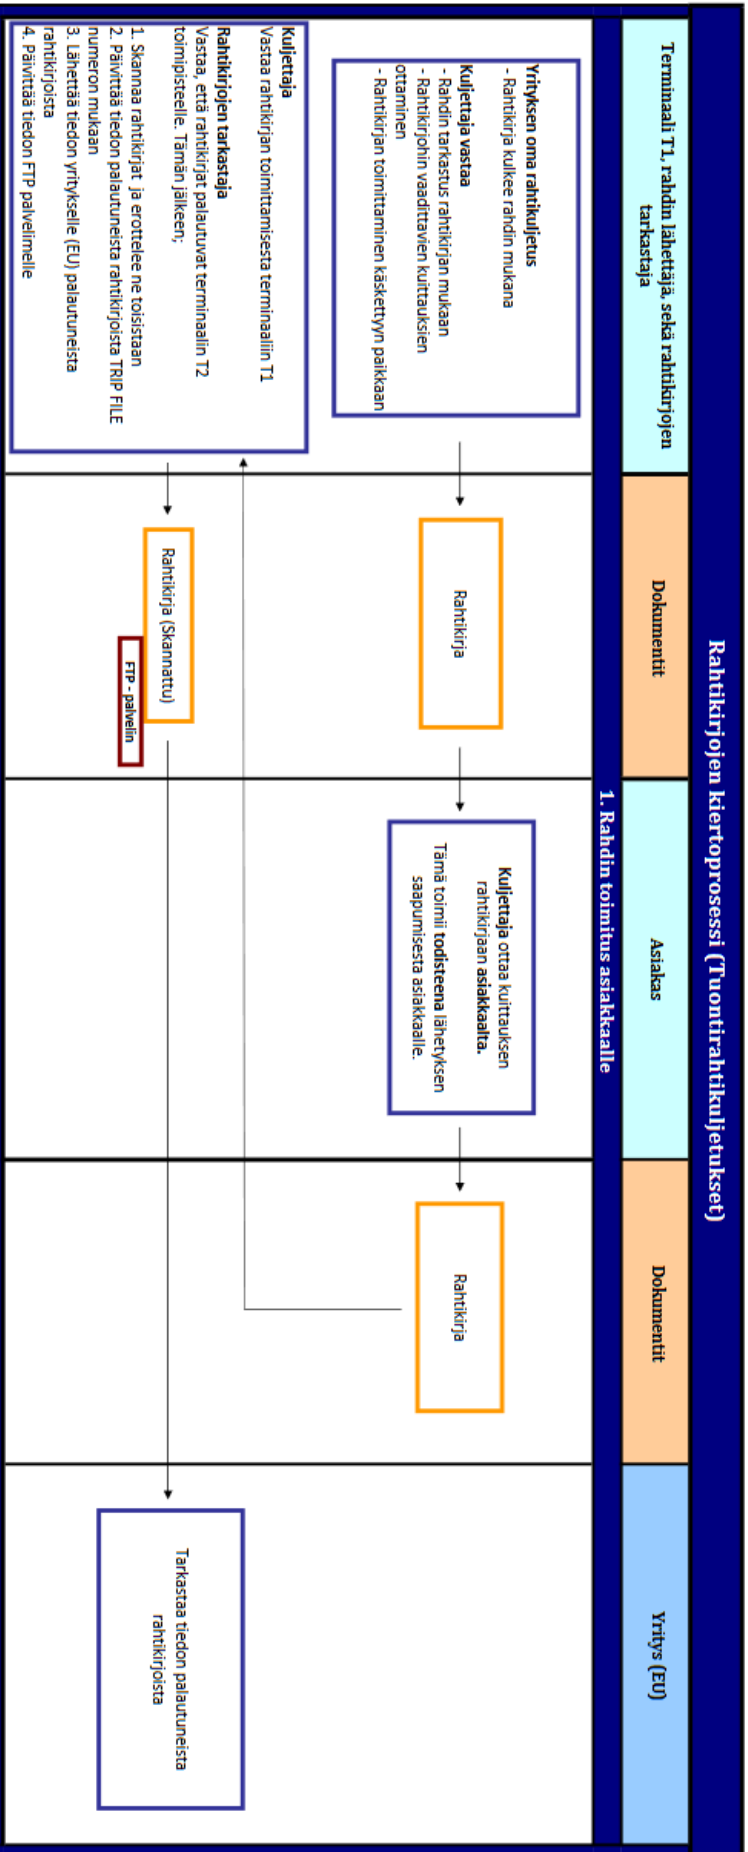 Rahtikirjojen kiertoprosessi (Tuontirahtikuljetukset)
Terminaali T1, rahdin lähettäjä, sekä rahtikirjojen
tarkastaja
Dokumentit
Asiakas
Dokumentit
Yritys (EU)
1. Rahdin toimitus asiakkaalle
Yrityksen oma rahtikuljetus
- Rahtikirja kulkee rahdin mukana
Kuljettaja vastaa
- Rahdin tarkastus rahtikirjan mukaan
- Rahtikirjohin vaadittavien kuittauksien
ottaminen
- Rahtikirjan toimittaminen käskettyyn paikkaan
Rahtikirja
Kuljettaja ottaa kuittauksen
rahtikirjaan asiakkaalta.
Tämä toimii todisteena lähetyksen
saapumisesta asiakkaalle.
Rahtikirja
Kuljettaja
Vastaa rahtikirjan toimittamisesta terminaaliin T1
Rahtikirjojen tarkastaja
Vastaa, että rahtikirjat palautuvat terminaalin T2
toimipisteelle. Tämän jälkeen;
1. Skannaa rahtikirjat ja erottelee ne toisistaan
2. Päivittää tiedon palautuneista rahtikirjoista TRIP FILE
numeron mukaan
3. Lähettää tiedon yritykselle (EU) palautuneista
rahtikirjoista
4. Päivittää tiedon FTP palvelimelle
Rahtikirja (Skannattu)
FTP - palvelin
Tarkastaa tiedon palautuneista
rahtikirjoista